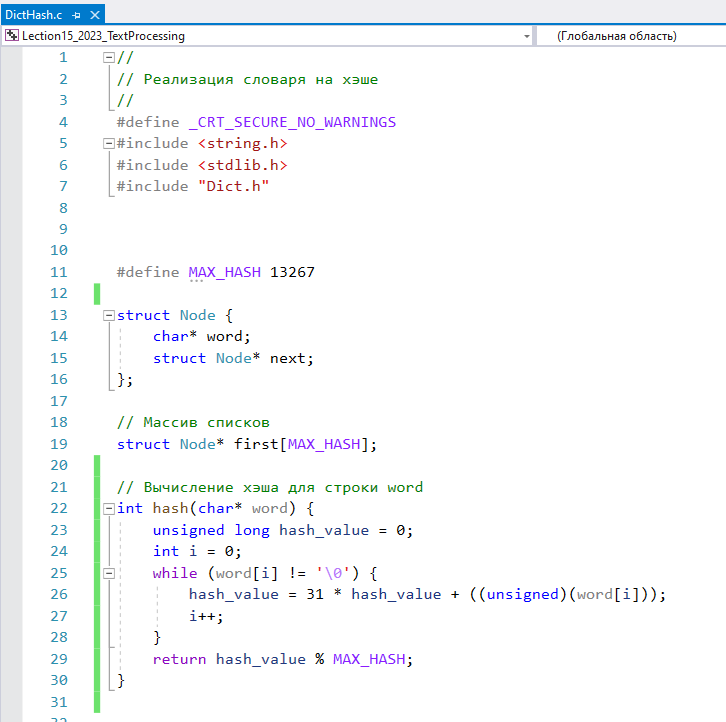 DictHash.c
Lection15_2023_TextProcessing (Глобальная область)
1 //
2 // Реализация словаря на хэше
3 //
4 #define _CRT_SECURE_NO_WARNINGS
5 #include <string.h>
6 #include <stdlib.h>
7 #include "Dict.h"
8
9
10
11 #define MAX_HASH 13267
12
13 struct Node {
14     char* word;
15     struct Node* next;
16 };
17
18 // Массив списков
19 struct Node* first[MAX_HASH];
20
21 // Вычисление хэша для строки word
22 int hash(char* word) {
23     unsigned long hash_value = 0;
24     int i = 0;
25     while (word[i] != '\0') {
26         hash_value = 31 * hash_value + ((unsigned)(word[i]));
27         i++;
28     }
29     return hash_value % MAX_HASH;
30 }
31
32